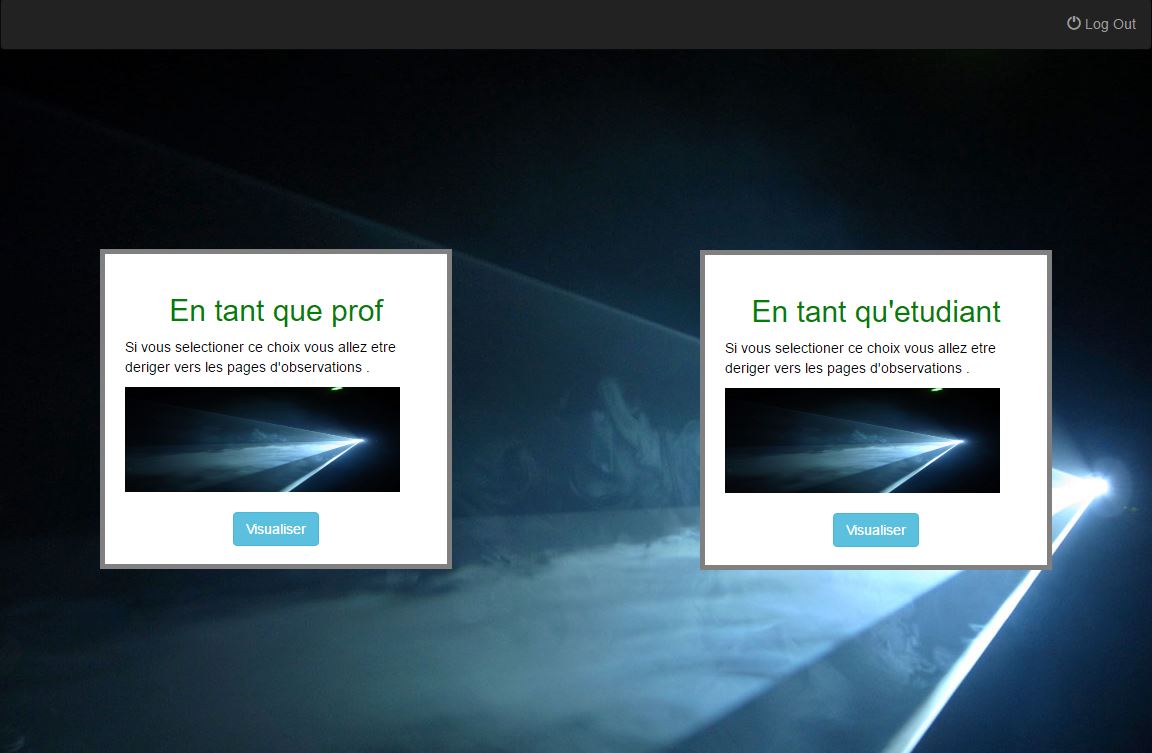 Log Out
En tant que prof
Si vous selectioner ce choix vous allez etre
deriger vers les pages d'observations .
Visualiser
En tant qu'etudiant
Si vous selectioner ce choix vous allez etre
deriger vers les pages d'observations .
Visualiser